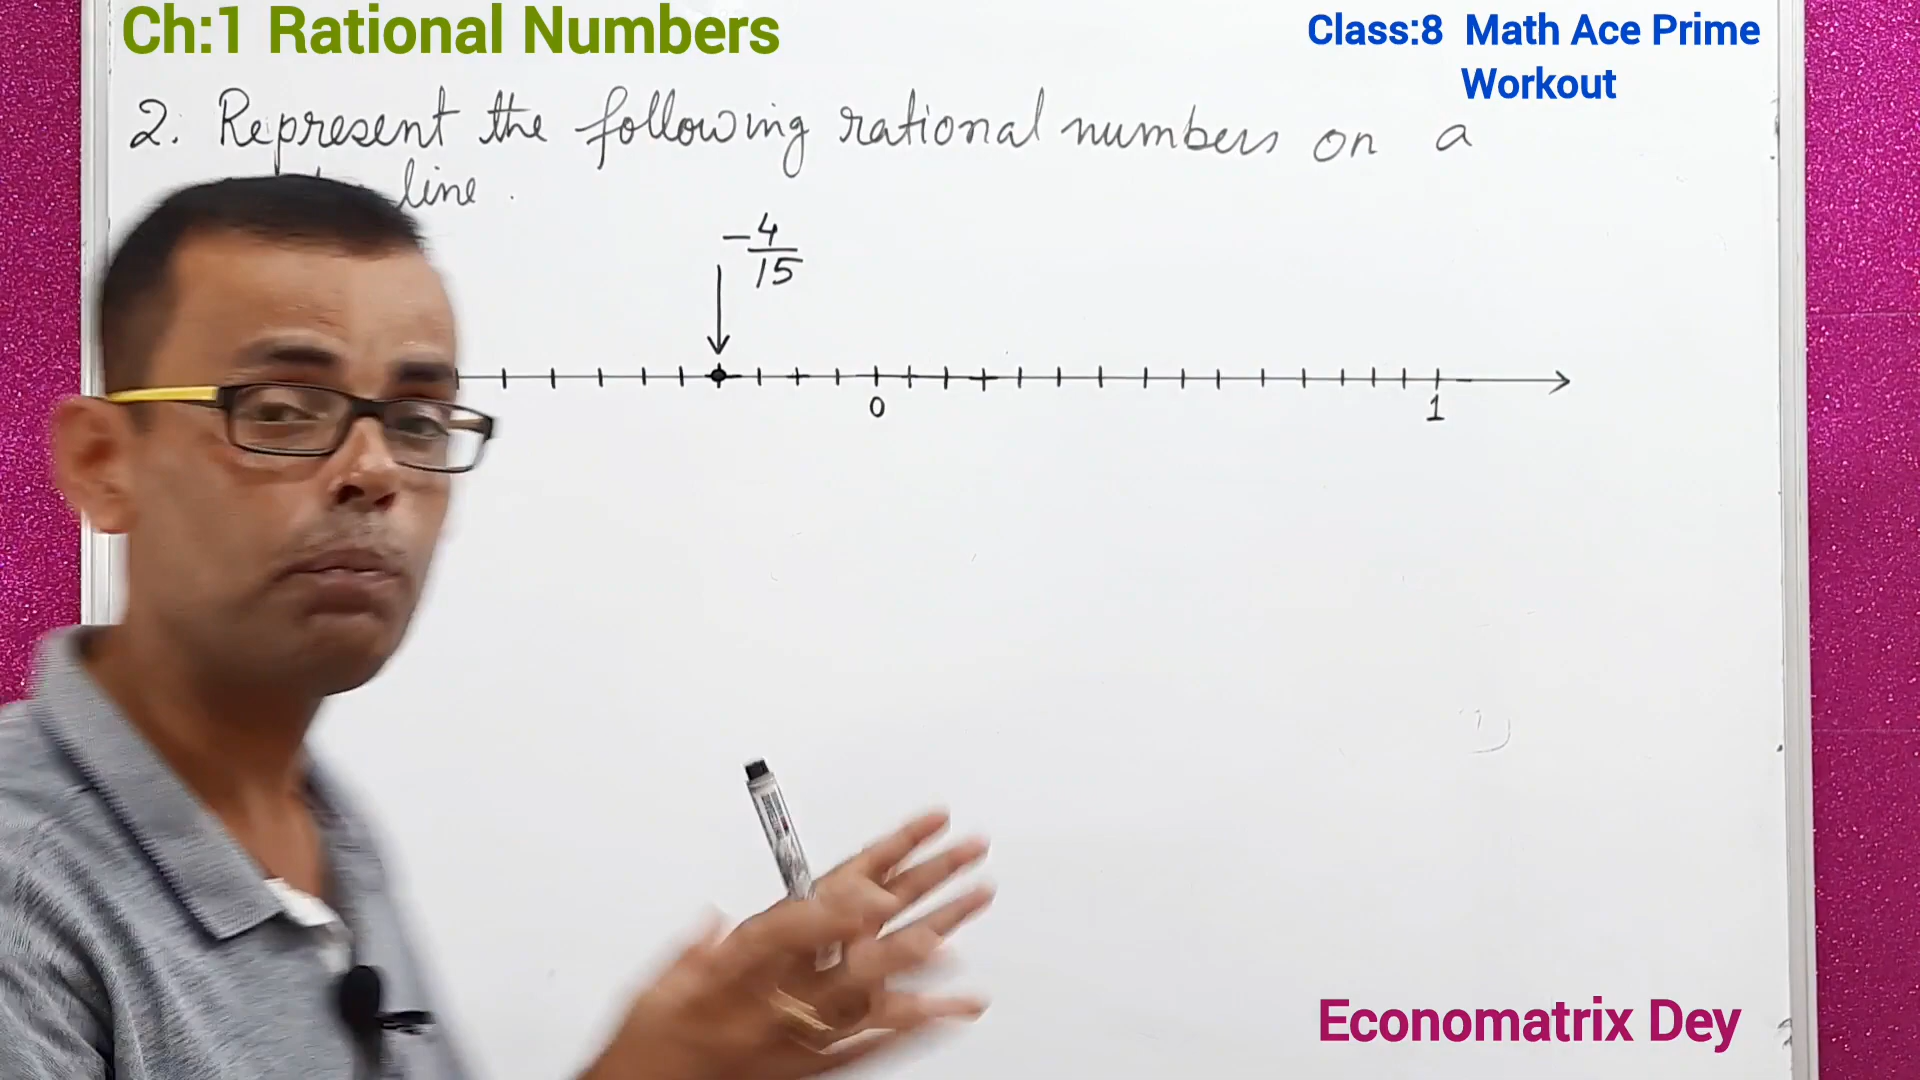 Ch:1 Rational Numbers
Class:8 Math Ace Prime
Workout
2. Represent the following rational numbers on a
line.
-4/15
0
1
Economatrix Dey